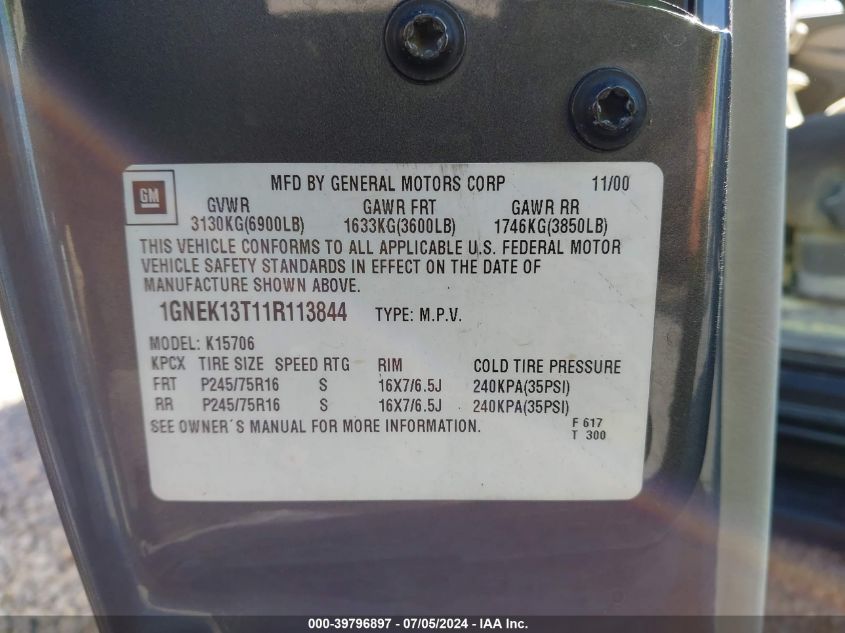 GM
MFD BY GENERAL MOTORS CORP 11/00
GVWR GAWR FRT GAWR RR
3130KG(6900LB) 1633KG(3600LB) 1746KG(3850LB)
THIS VEHICLE CONFORMS TO ALL APPLICABLE U.S. FEDERAL MOTOR
VEHICLE SAFETY STANDARDS IN EFFECT ON THE DATE OF
MANUFACTURE SHOWN ABOVE.
1GNEK13T11R113844 TYPE: M.P.V.
MODEL: K15706
KPCX TIRE SIZE SPEED RTG RIM COLD TIRE PRESSURE
FRT P245/75R16 S 16X7/6.5J 240KPA(35PSI)
RR P245/75R16 S 16X7/6.5J 240KPA(35PSI)
SEE OWNER´S MANUAL FOR MORE INFORMATION. F 617
T 300
000-39796897 - 07/05/2024 - IAA Inc.